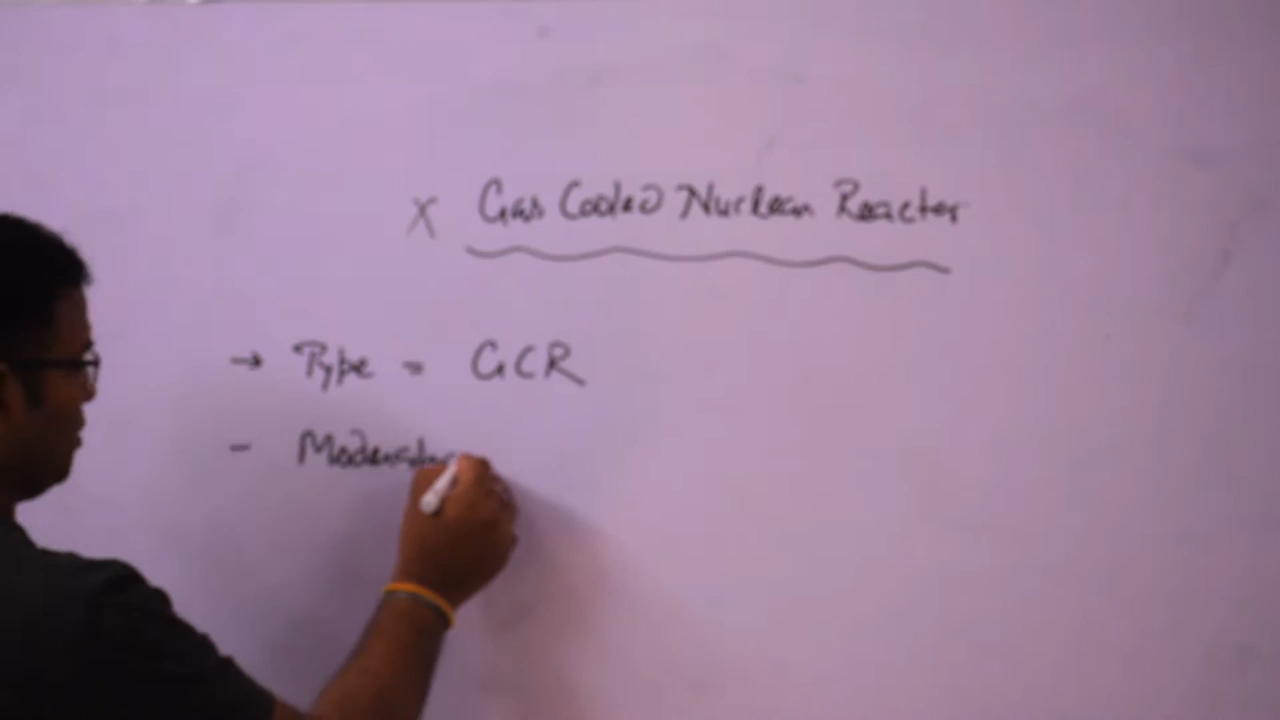 X Gas Cooled Nuclear Reactor
→ Type = GCR
- Moderator